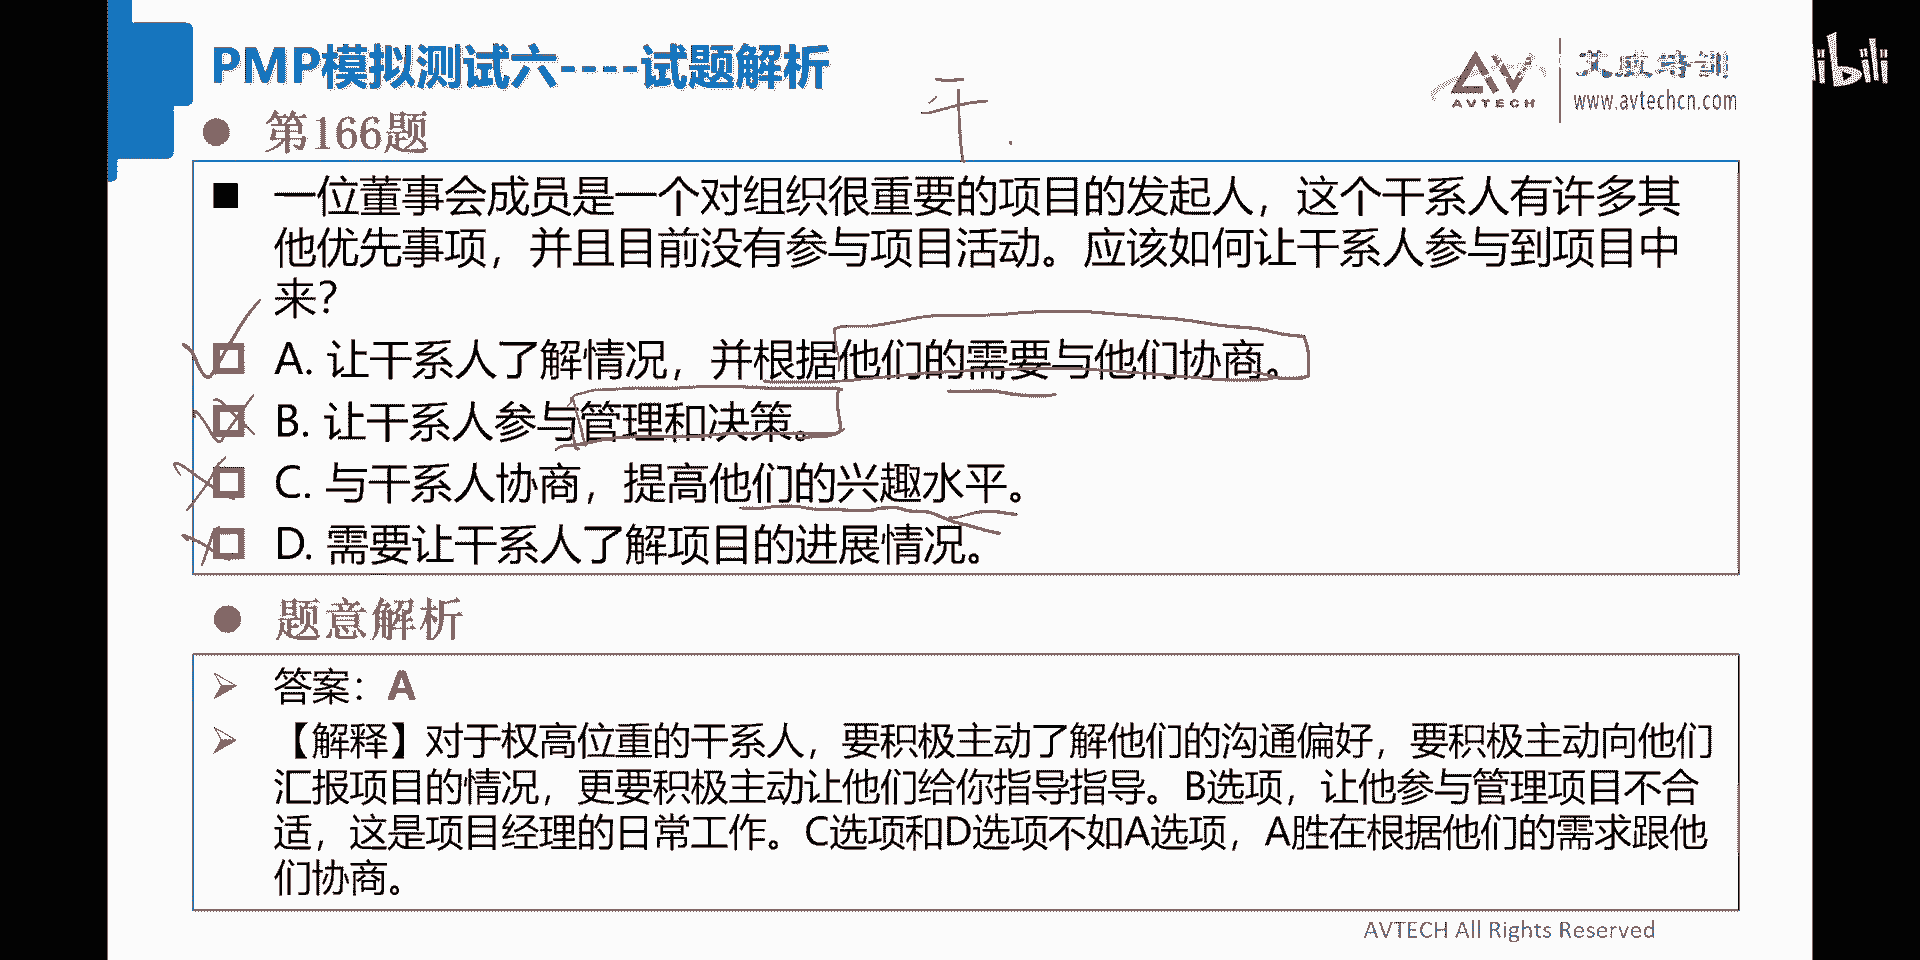 PMP模拟测试六----试题解析
AVTECH
艾威培训
www.avtechcn.com
bili
第166题
一位董事会成员是一个对组织很重要的项目的发起人，这个干系人有许多其
他优先事项，并且目前没有参与项目活动。应该如何让干系人参与到项目中
来？
A. 让干系人了解情况，并根据他们的需要与他们协商。
B. 让干系人参与管理和决策。
C. 与干系人协商，提高他们的兴趣水平。
D. 需要让干系人了解项目的进展情况。
题意解析
答案：A
【解释】对于权高位重的干系人，要积极主动了解他们的沟通偏好，要积极主动向他们
汇报项目的情况，更要积极主动让他们给你指导指导。B选项，让他参与管理项目不合
适，这是项目经理的日常工作。C选项和D选项不如A选项，A胜在根据他们的需求跟他
们协商。
AVTECH All Rights Reserved